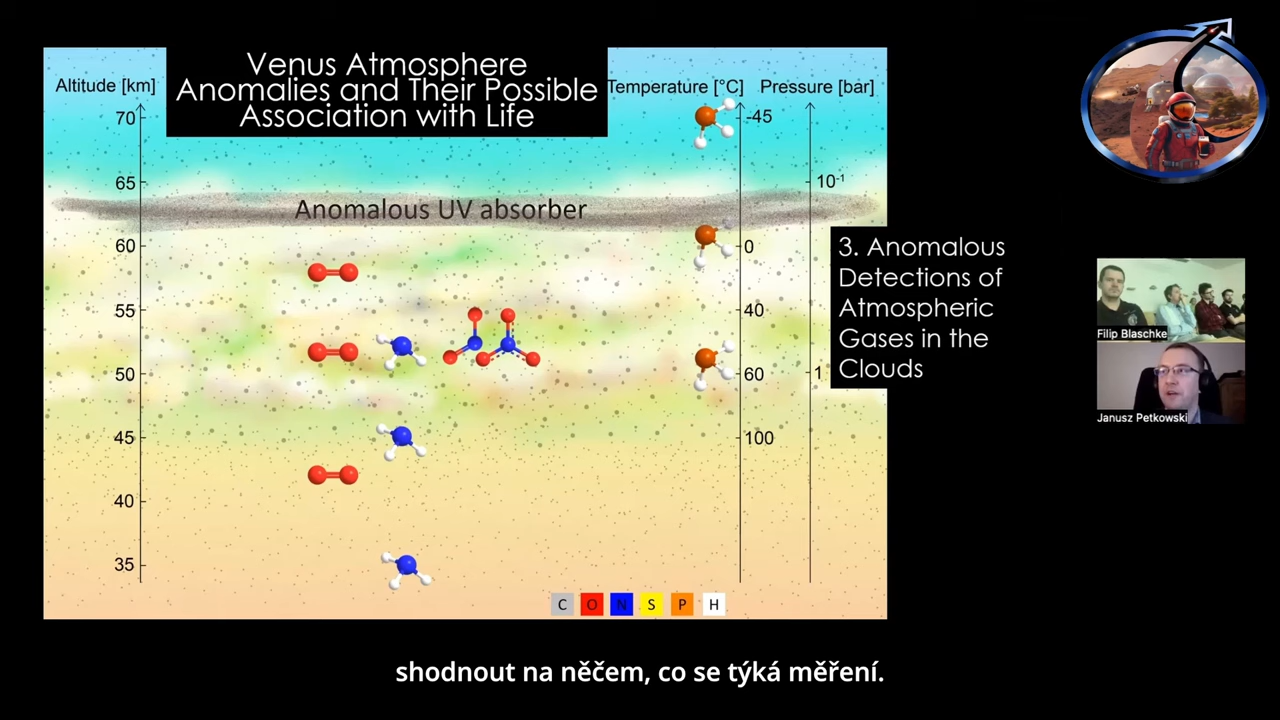 Venus Atmosphere
Anomalies and Their Possible
Association with Life
Altitude [km]
Temperature [°C]
Pressure [bar]
70
65
60
55
50
45
40
35
-45
0
40
60
100
10⁻¹
1
Anomalous UV absorber
3. Anomalous
Detections of
Atmospheric
Gases in the
Clouds
C O N S P H
Filip Blaschke
Janusz Petkowski
shodnout na něčem, co se týká měření.